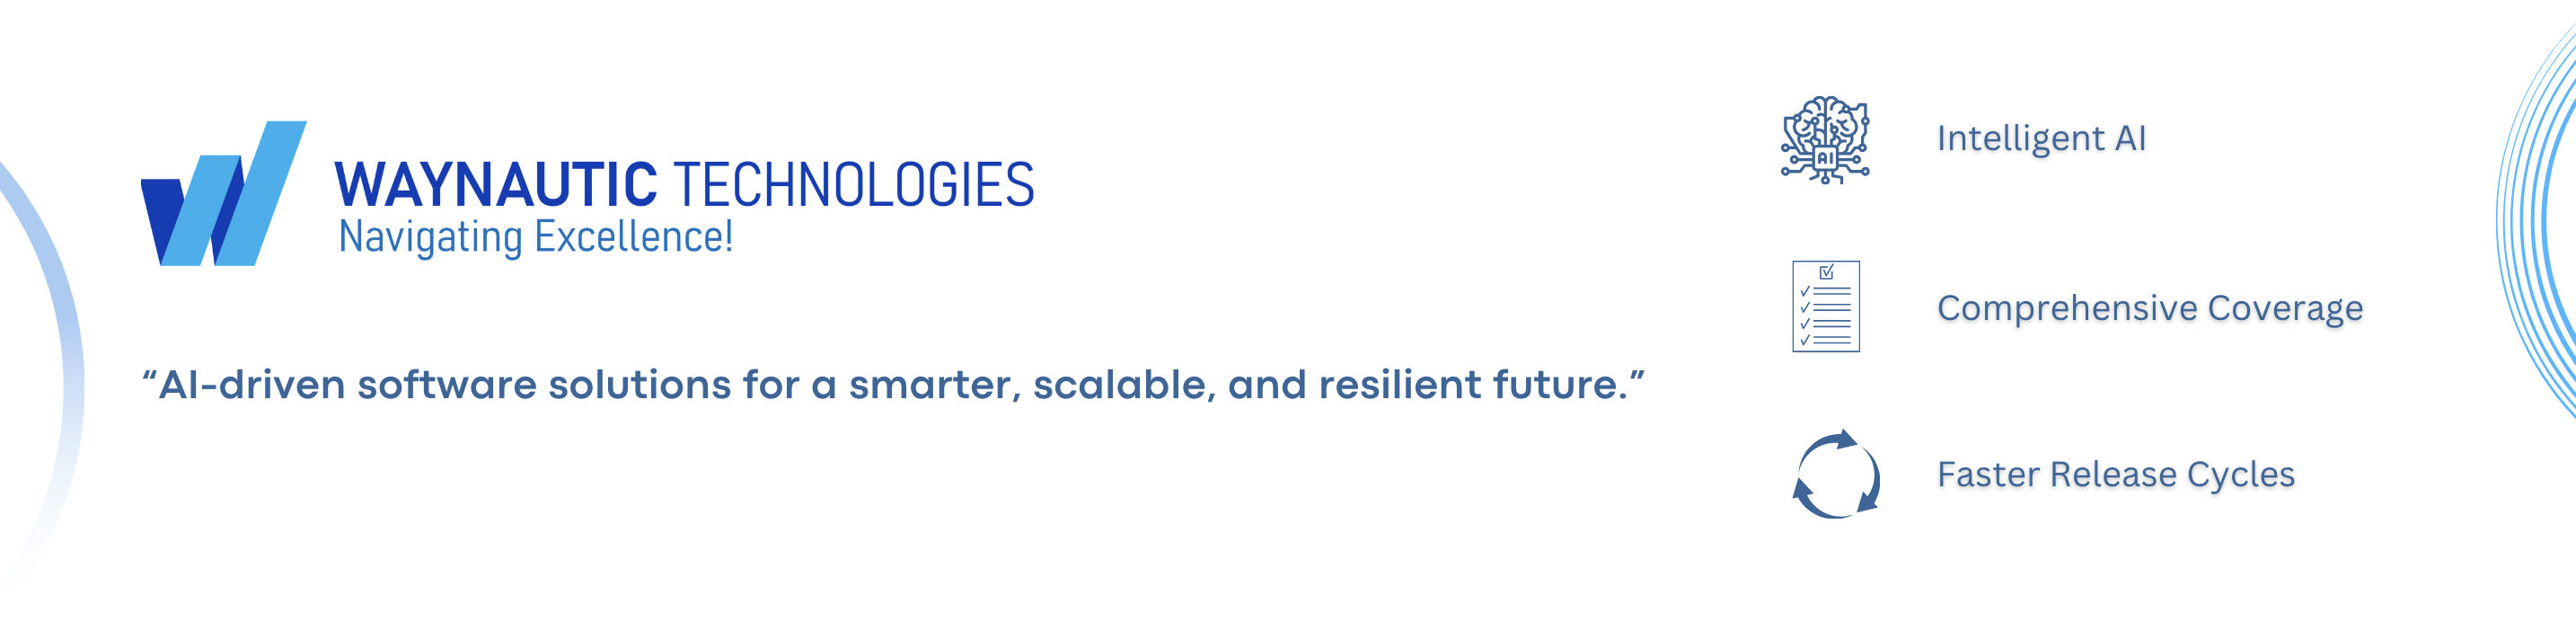 WAYNAUTIC TECHNOLOGIES
Navigating Excellence!
“AI-driven software solutions for a smarter, scalable, and resilient future.”
AI
Intelligent AI
Comprehensive Coverage
Faster Release Cycles